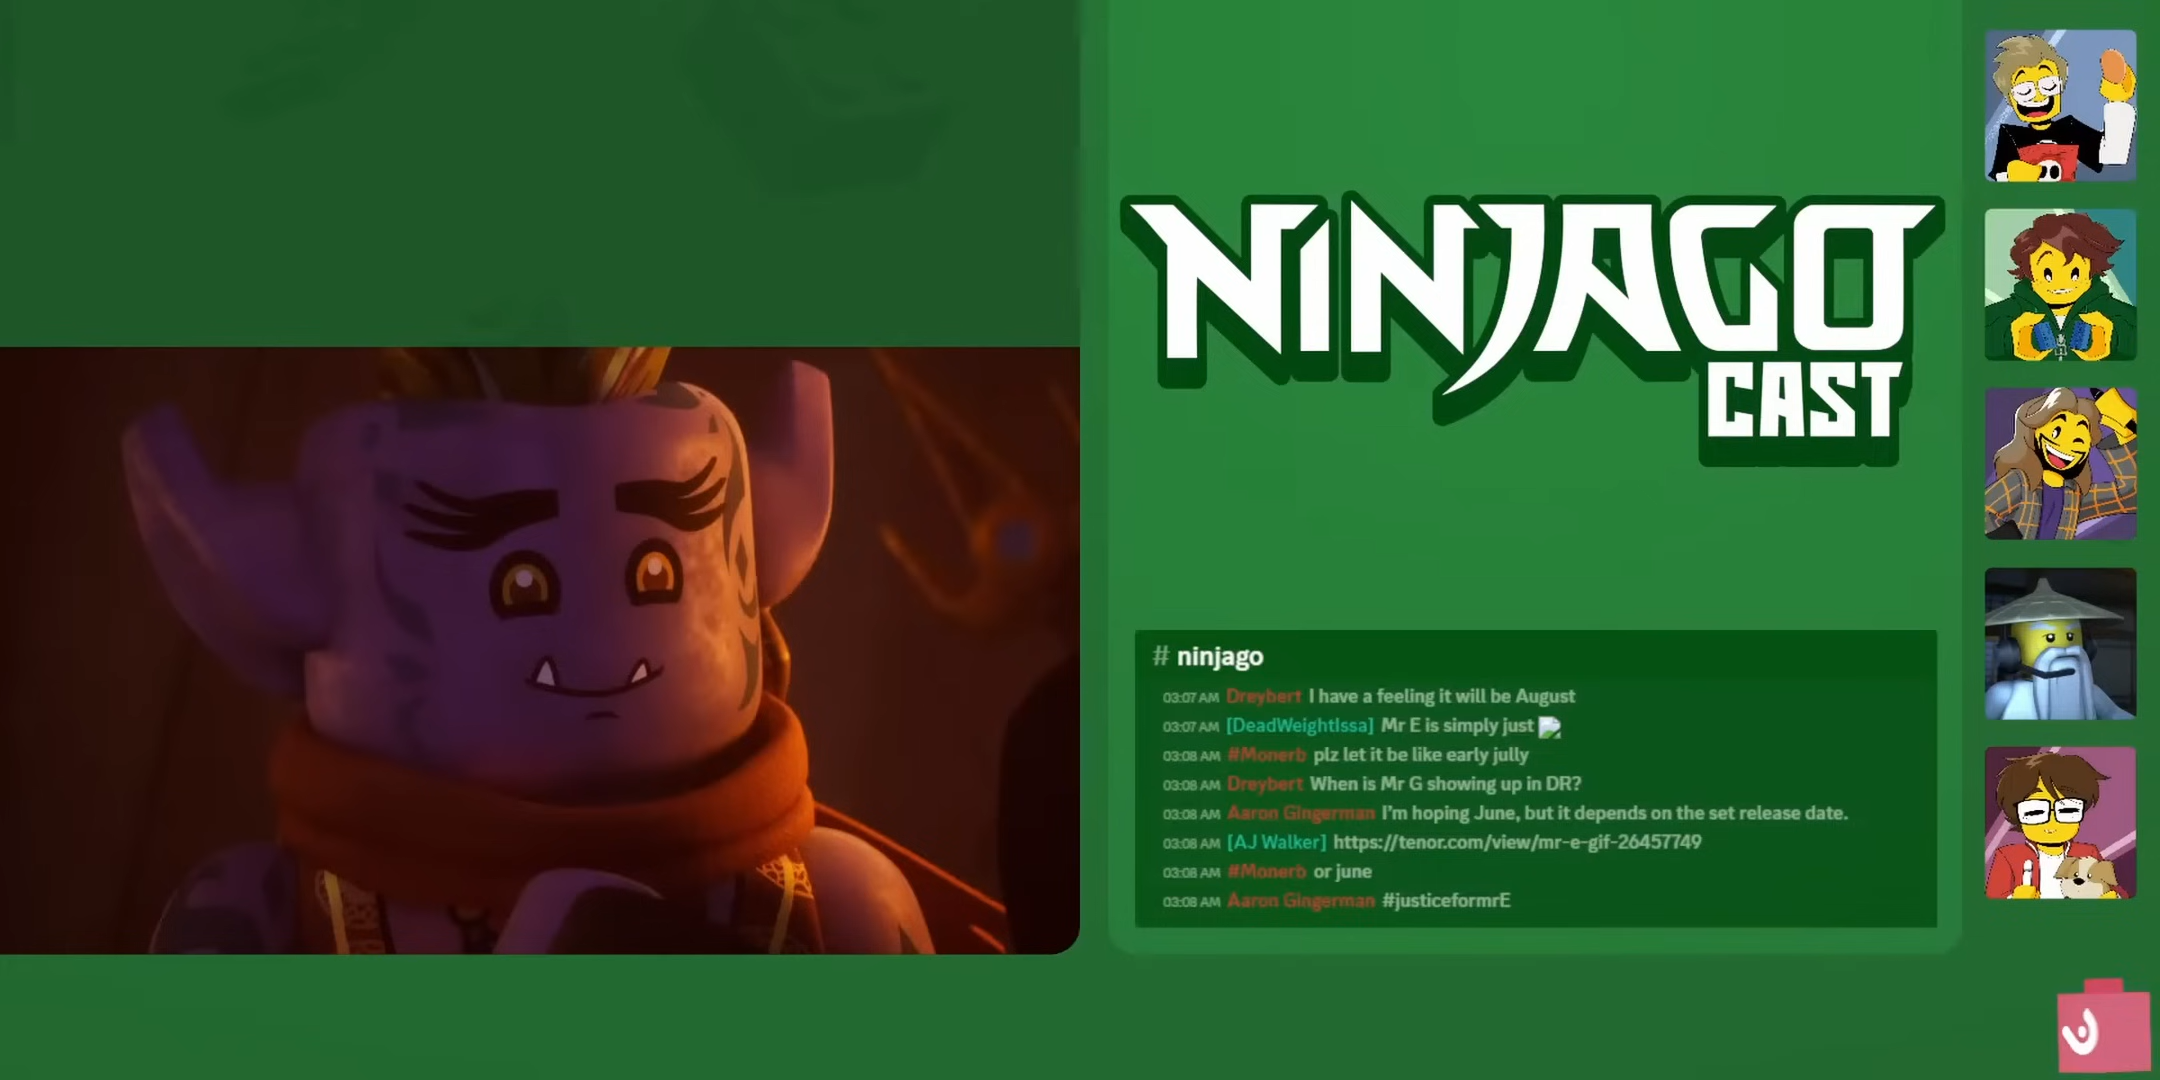 NINJAGO
CAST
# ninjago
03:07 AM Dreybert I have a feeling it will be August
03:07 AM [DeadWeightIssa] Mr E is simply just
03:08 AM #Monerb plz let it be like early jully
03:08 AM Dreybert When is Mr G showing up in DR?
03:08 AM Aaron Gingerman I'm hoping June, but it depends on the set release date.
03:08 AM [AJ Walker] https://tenor.com/view/mr-e-gif-26457749
03:08 AM #Monerb or june
03:08 AM Aaron Gingerman #justiceformrE